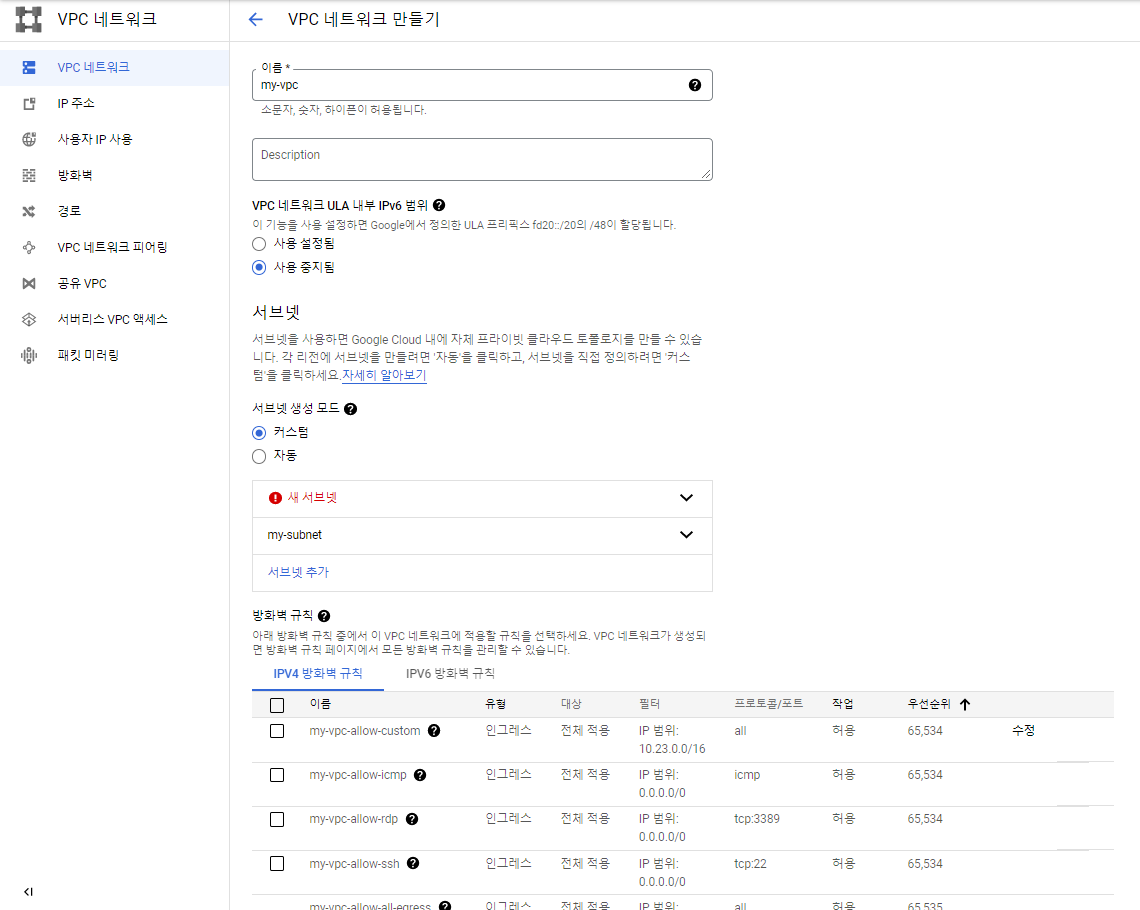 VPC 네트워크
VPC 네트워크 만들기
VPC 네트워크
IP 주소
사용자 IP 사용
방화벽
경로
VPC 네트워크 피어링
공유 VPC
서버리스 VPC 액세스
패킷 미러링
이름 *
my-vpc
소문자, 숫자, 하이픈이 허용됩니다.
Description
VPC 네트워크 ULA 내부 IPv6 범위
이 기능을 사용 설정하면 Google에서 정의한 ULA 프리픽스 fd20::/20의 /48이 할당됩니다.
사용 설정됨
사용 중지됨
서브넷
서브넷을 사용하면 Google Cloud 내에 자체 프라이빗 클라우드 토폴로지를 만들 수 있습
니다. 각 리전에 서브넷을 만들려면 '자동'을 클릭하고, 서브넷을 직접 정의하려면 '커스
텀'을 클릭하세요.자세히 알아보기
서브넷 생성 모드
커스텀
자동
새 서브넷
my-subnet
서브넷 추가
방화벽 규칙
아래 방화벽 규칙 중에서 이 VPC 네트워크에 적용할 규칙을 선택하세요. VPC 네트워크가 생성되
면 방화벽 규칙 페이지에서 모든 방화벽 규칙을 관리할 수 있습니다.
IPV4 방화벽 규칙 IPV6 방화벽 규칙
이름 유형 대상 필터 프로토콜/포트 작업 우선순위
my-vpc-allow-custom 인그레스 전체 적용 IP 범위: all 허용 65,534 수정
10.23.0.0/16
my-vpc-allow-icmp 인그레스 전체 적용 IP 범위: icmp 허용 65,534
0.0.0.0/0
my-vpc-allow-rdp 인그레스 전체 적용 IP 범위: tcp:3389 허용 65,534
0.0.0.0/0
my-vpc-allow-ssh 인그레스 전체 적용 IP 범위: tcp:22 허용 65,534
0.0.0.0/0
my-vpc-allow-all-egress 인그레스 전체 적용 IP 범위: all 허용 65,535